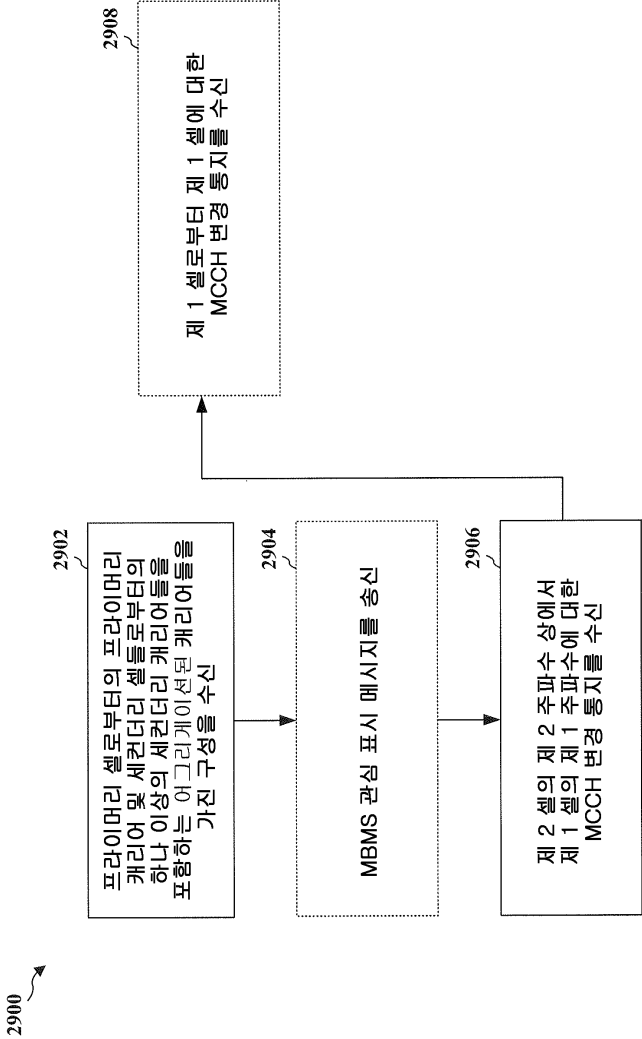 2900
2902
프라이머리 셀로부터의 프라이머리
캐리어 및 세컨더리 셀들로부터의
하나 이상의 세컨더리 캐리어들을
포함하는 어그리게이션된 캐리어들을
가진 구성을 수신
2904
MBMS 관심 표시 메시지를 송신
2906
제 2 셀의 제 2 주파수 상에서
제 1 셀의 제 1 주파수에 대한
MCCH 변경 통지를 수신
2908
제 1 셀로부터 제 1 셀에 대한
MCCH 변경 통지를 수신